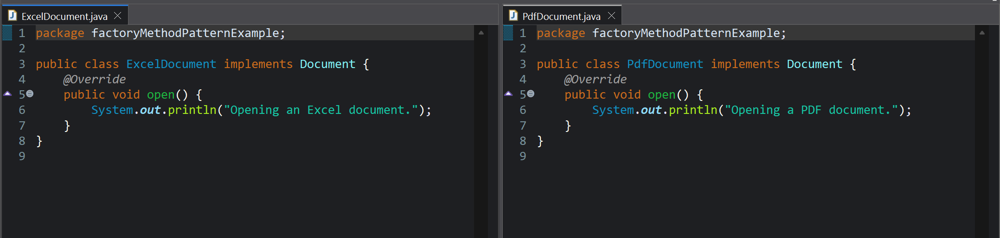 ExcelDocument.java
1 package factoryMethodPatternExample;
2
3 public class ExcelDocument implements Document {
4     @Override
5     public void open() {
6         System.out.println("Opening an Excel document.");
7     }
8 }
9
PdfDocument.java
1 package factoryMethodPatternExample;
2
3 public class PdfDocument implements Document {
4     @Override
5     public void open() {
6         System.out.println("Opening a PDF document.");
7     }
8 }
9